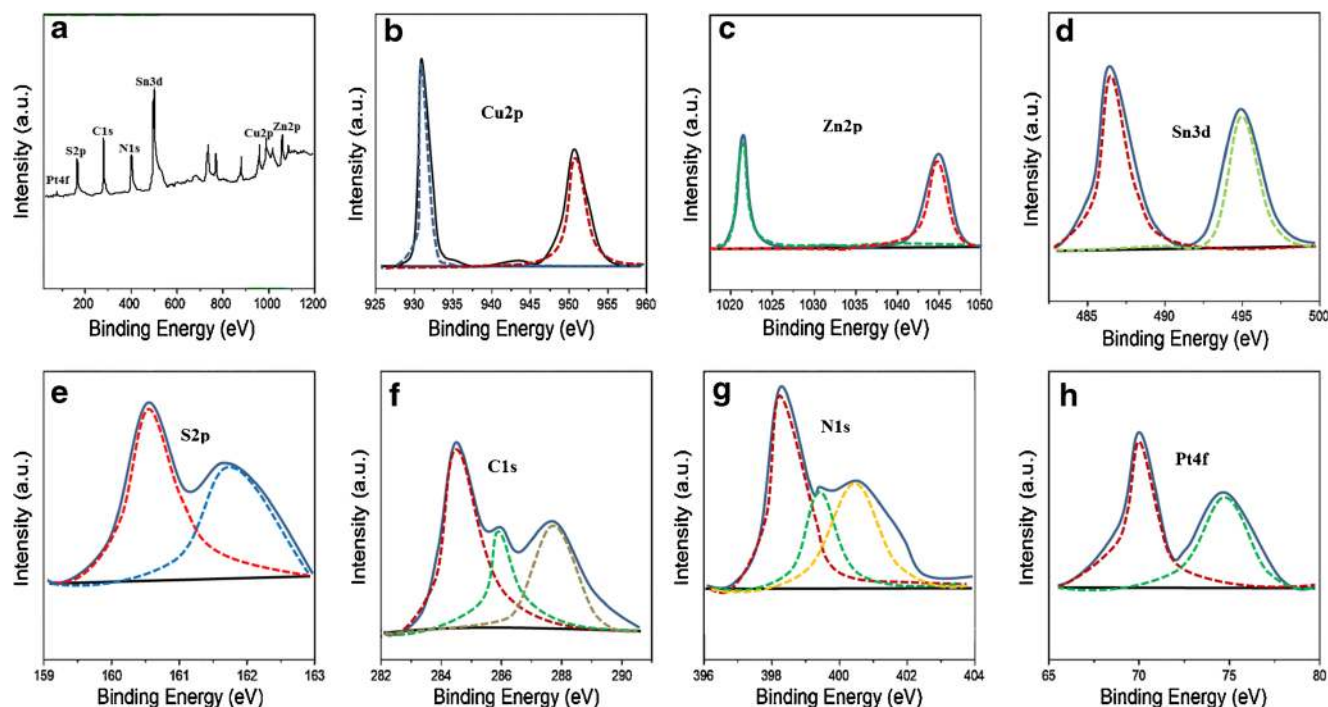 a
Intensity (a.u.)
Pt4f
S2p
C1s
N1s
Sn3d
Cu2p
Zn2p
200 400 600 800 1000 1200
Binding Energy (eV)
b
Intensity (a.u.)
Cu2p
925 930 935 940 945 950 955 960
Binding Energy (eV)
c
Intensity (a.u.)
Zn2p
1020 1025 1030 1035 1040 1045 1050
Binding Energy (eV)
d
Intensity (a.u.)
Sn3d
485 490 495 500
Binding Energy (eV)
e
Intensity (a.u.)
S2p
159 160 161 162 163
Binding Energy (eV)
f
Intensity (a.u.)
C1s
282 284 286 288 290
Binding Energy (eV)
g
Intensity (a.u.)
N1s
396 398 400 402 404
Binding Energy (eV)
h
Intensity (a.u.)
Pt4f
65 70 75 80
Binding Energy (eV)